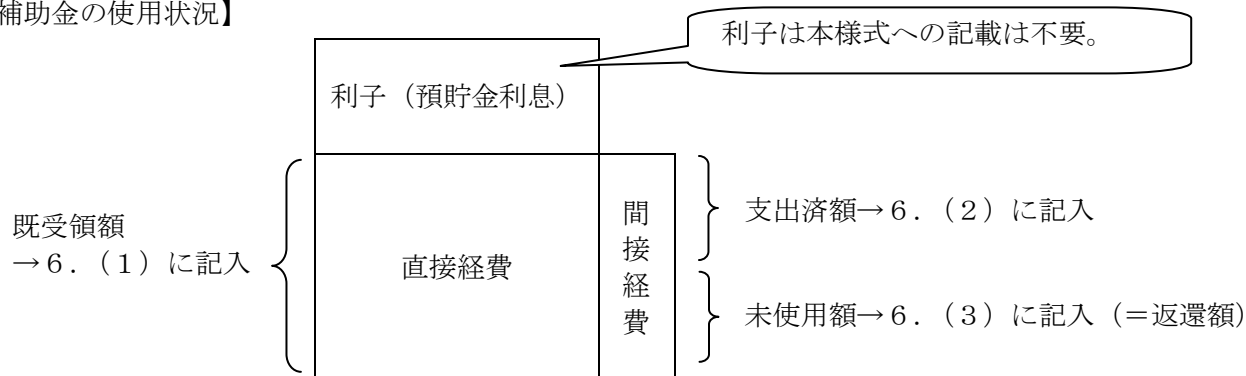 補助金の使用状況】
利子は本様式への記載は不要。
利子（預貯金利息）
既受領額
→６．（１）に記入
直接経費
間接経費
支出済額→６．（２）に記入
未使用額→６．（３）に記入（＝返還額）